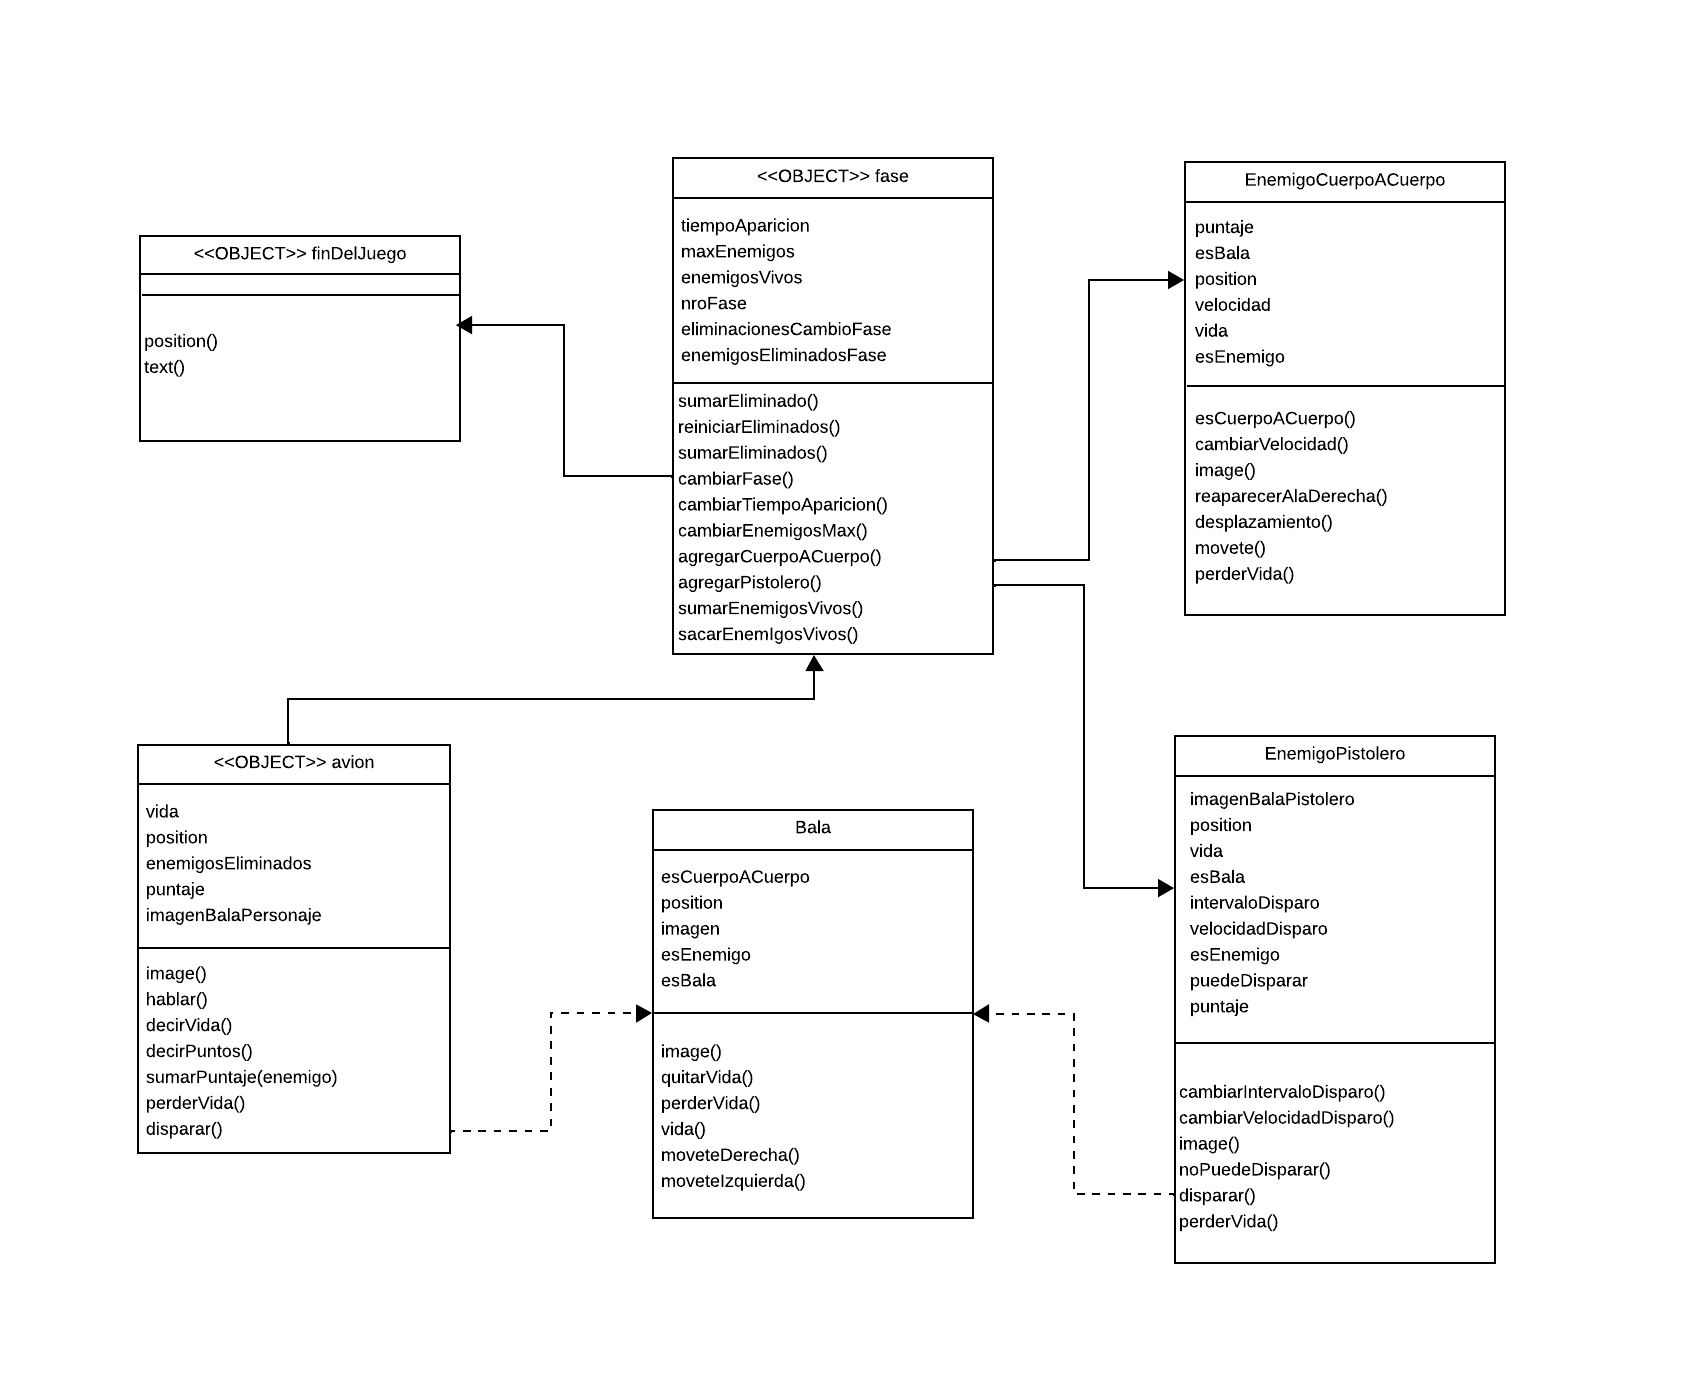 <<OBJECT>> finDelJuego
position()
text()
<<OBJECT>> fase
tiempoAparicion
maxEnemigos
enemigosVivos
nroFase
eliminacionesCambioFase
enemigosEliminadosFase
sumarEliminado()
reiniciarEliminados()
sumarEliminados()
cambiarFase()
cambiarTiempoAparicion()
cambiarEnemigosMax()
agregarCuerpoACuerpo()
agregarPistolero()
sumarEnemigosVivos()
sacarEnemIgosVivos()
EnemigoCuerpoACuerpo
puntaje
esBala
position
velocidad
vida
esEnemigo
esCuerpoACuerpo()
cambiarVelocidad()
image()
reaparecerAlaDerecha()
desplazamiento()
movete()
perderVida()
<<OBJECT>> avion
vida
position
enemigosEliminados
puntaje
imagenBalaPersonaje
image()
hablar()
decirVida()
decirPuntos()
sumarPuntaje(enemigo)
perderVida()
disparar()
Bala
esCuerpoACuerpo
position
imagen
esEnemigo
esBala
image()
quitarVida()
perderVida()
vida()
moveteDerecha()
moveteIzquierda()
EnemigoPistolero
imagenBalaPistolero
position
vida
esBala
intervaloDisparo
velocidadDisparo
esEnemigo
puedeDisparar
puntaje
cambiarIntervaloDisparo()
cambiarVelocidadDisparo()
image()
noPuedeDisparar()
disparar()
perderVida()